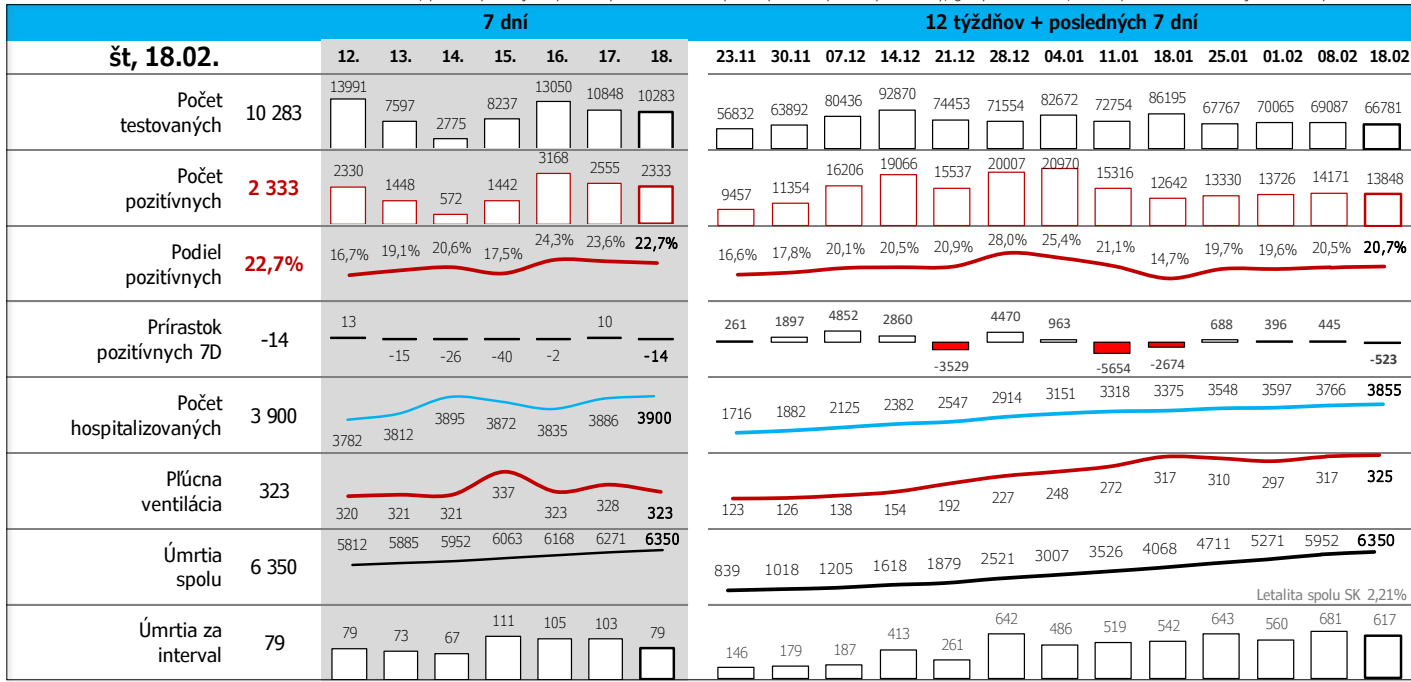 7 dní 12 týždňov + posledných 7 dní
št, 18.02. 12. 13. 14. 15. 16. 17. 18. 23.11 30.11 07.12 14.12 21.12 28.12 04.01 11.01 18.01 25.01 01.02 08.02 18.02
Počet
testovaných 10 283 13991 7597 2775 8237 13050 10848 10283 56832 63892 80436 92870 74453 71554 82672 72754 86195 67767 70065 69087 66781
Počet
pozitívnych 2 333 2330 1448 572 1442 3168 2555 2333 9457 11354 16206 19066 15537 20007 20970 15316 12642 13330 13726 14171 13848
Podiel
pozitívnych 22,7% 16,7% 19,1% 20,6% 17,5% 24,3% 23,6% 22,7% 16,6% 17,8% 20,1% 20,5% 20,9% 28,0% 25,4% 21,1% 14,7% 19,7% 19,6% 20,5% 20,7%
Prírastok
pozitívnych 7D -14 13 -15 -26 -40 -2 10 -14 261 1897 4852 2860 -3529 4470 963 -5654 -2674 688 396 445 -523
Počet
hospitalizovaných 3 900 3782 3812 3895 3872 3835 3886 3900 1716 1882 2125 2382 2547 2914 3151 3318 3375 3548 3597 3766 3855
Pľúcna
ventilácia 323 320 321 321 337 323 328 323 123 126 138 154 192 227 248 272 317 310 297 317 325
Úmrtia
spolu 6 350 5812 5885 5952 6063 6168 6271 6350 839 1018 1205 1618 1879 2521 3007 3526 4068 4711 5271 5952 6350
Letalita spolu SK 2,21%
Úmrtia za
interval 79 79 73 67 111 105 103 79 146 179 187 413 261 642 486 519 542 643 560 681 617